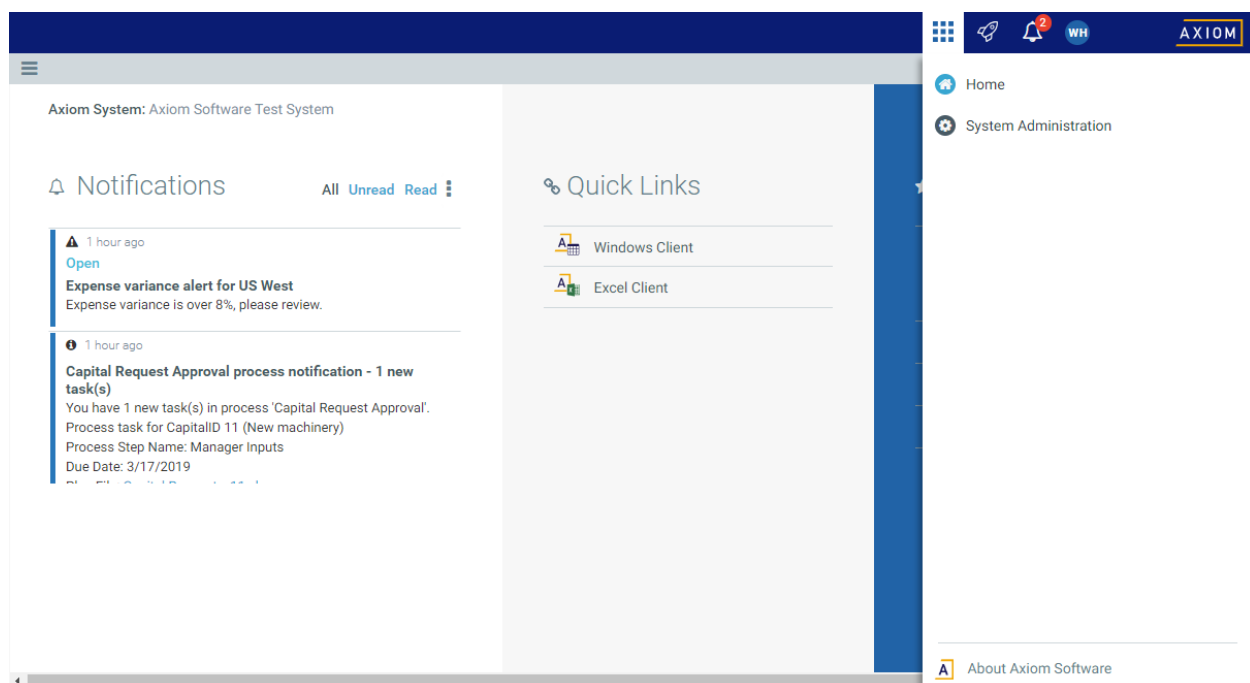 2
WH
AXIOM
Axiom System: Axiom Software Test System
Notifications
All Unread Read
1 hour ago
Open
Expense variance alert for US West
Expense variance is over 8%, please review.
1 hour ago
Capital Request Approval process notification - 1 new
task(s)
You have 1 new task(s) in process 'Capital Request Approval'.
Process task for CapitalID 11 (New machinery)
Process Step Name: Manager Inputs
Due Date: 3/17/2019
Quick Links
Windows Client
Excel Client
Home
System Administration
About Axiom Software